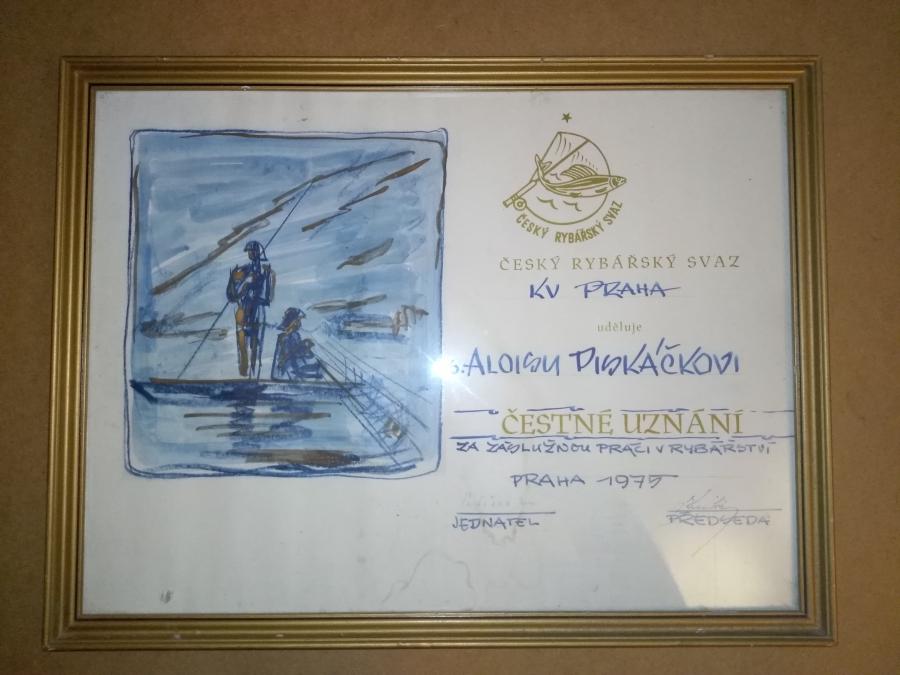 ČESKÝ RYBÁŘSKÝ SVAZ
ČESKÝ RYBÁŘSKÝ SVAZ
KV PRAHA
uděluje
s. ALOISU PISKÁČKOVI
ČESTNÉ UZNÁNÍ
ZA ZÁSLUŽNOU PRÁCI V RYBÁŘSTVÍ
PRAHA 1975
JEDNATEL
PŘEDSEDA